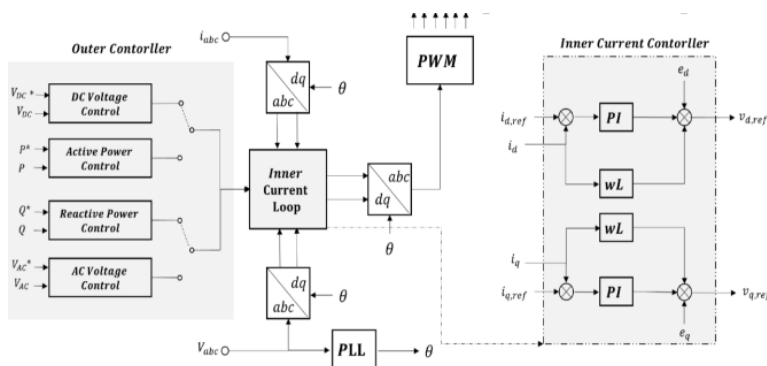 Outer Contorller
V_DC*
V_DC
DC Voltage
Control
P*
P
Active Power
Control
Q*
Q
Reactive Power
Control
V_AC*
V_AC
AC Voltage
Control
i_abc
dq
abc
θ
Inner
Current
Loop
abc
dq
θ
PWM
dq
abc
θ
V_abc
PLL
θ
Inner Current Contorller
e_d
i_d,ref
PI
v_d,ref
i_d
wL
wL
i_q
i_q,ref
PI
v_q,ref
e_q